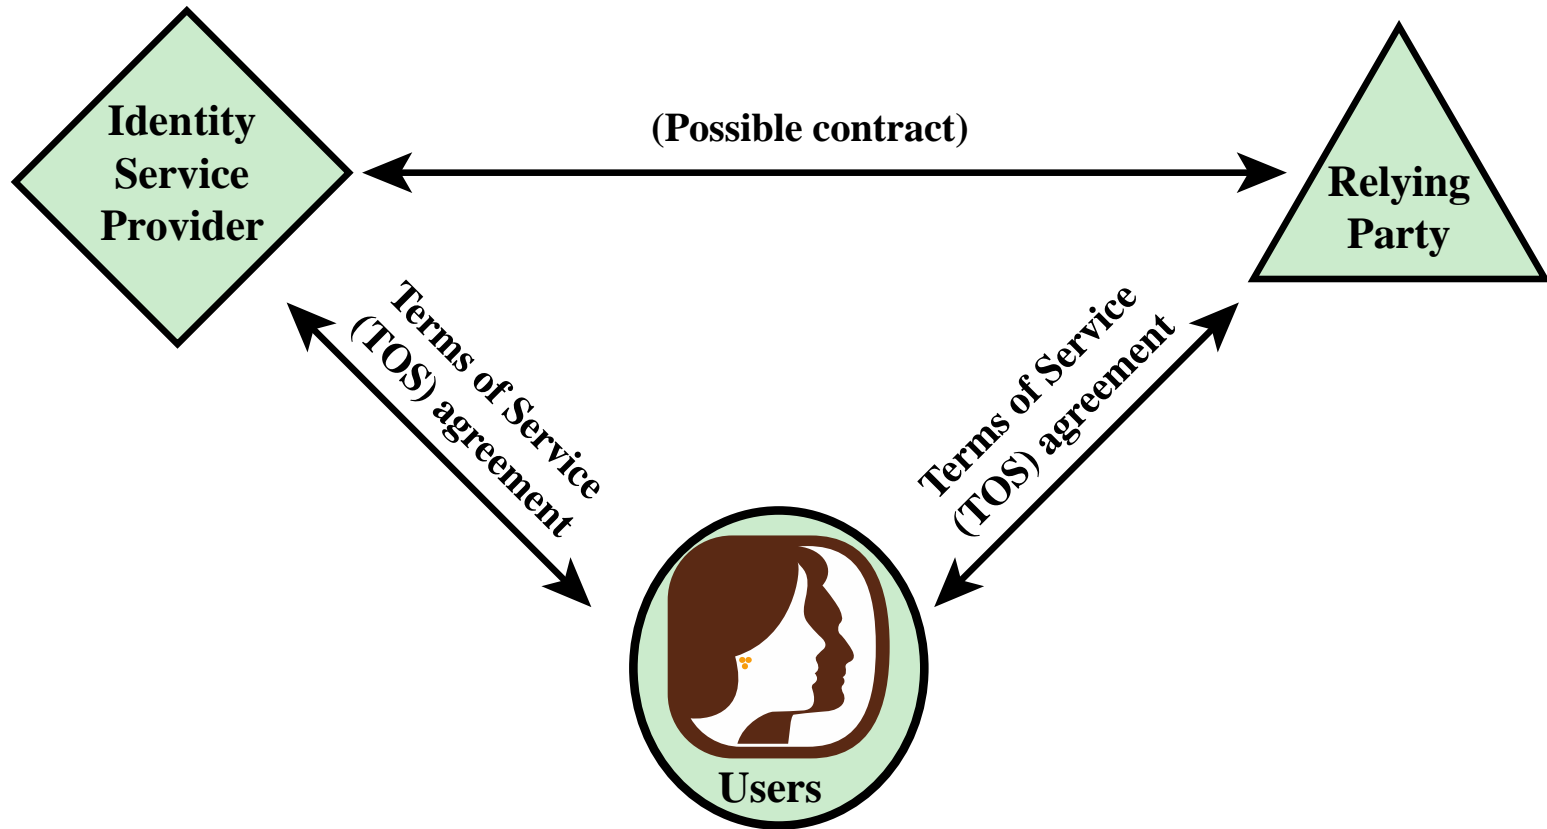 Identity
Service
Provider
(Possible contract)
Relying
Party
Terms of Service
(TOS) agreement
Terms of Service
(TOS) agreement
Users